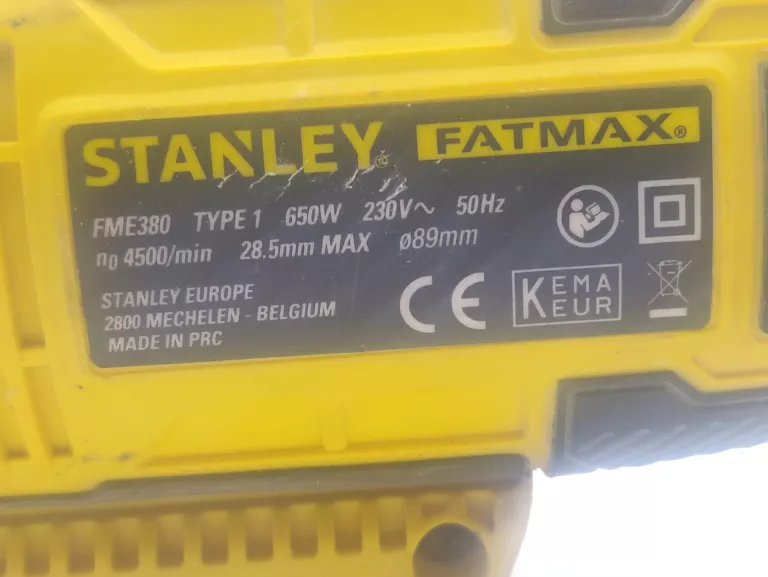 STANLEY® FATMAX®
FME380 TYPE 1 650W 230V~ 50Hz
n0 4500/min 28.5mm MAX ø89mm
STANLEY EUROPE
2800 MECHELEN - BELGIUM
MADE IN PRC
CE
KEMA
KEUR